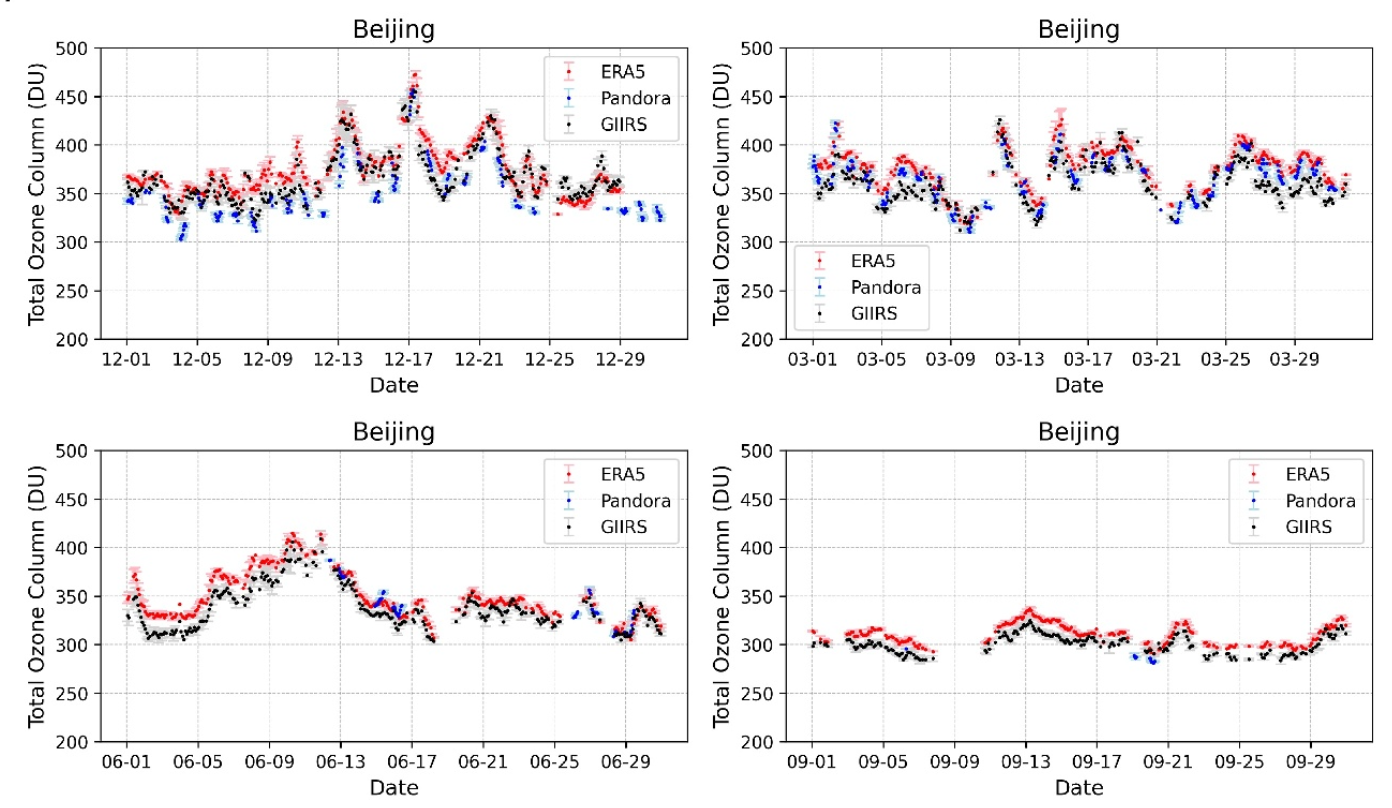 Beijing
Total Ozone Column (DU)
500
450
400
350
300
250
200
ERA5
Pandora
GIIRS
12-01 12-05 12-09 12-13 12-17 12-21 12-25 12-29
Date
Beijing
Total Ozone Column (DU)
500
450
400
350
300
250
200
ERA5
Pandora
GIIRS
03-01 03-05 03-09 03-13 03-17 03-21 03-25 03-29
Date
Beijing
Total Ozone Column (DU)
500
450
400
350
300
250
200
ERA5
Pandora
GIIRS
06-01 06-05 06-09 06-13 06-17 06-21 06-25 06-29
Date
Beijing
Total Ozone Column (DU)
500
450
400
350
300
250
200
ERA5
Pandora
GIIRS
09-01 09-05 09-09 09-13 09-17 09-21 09-25 09-29
Date